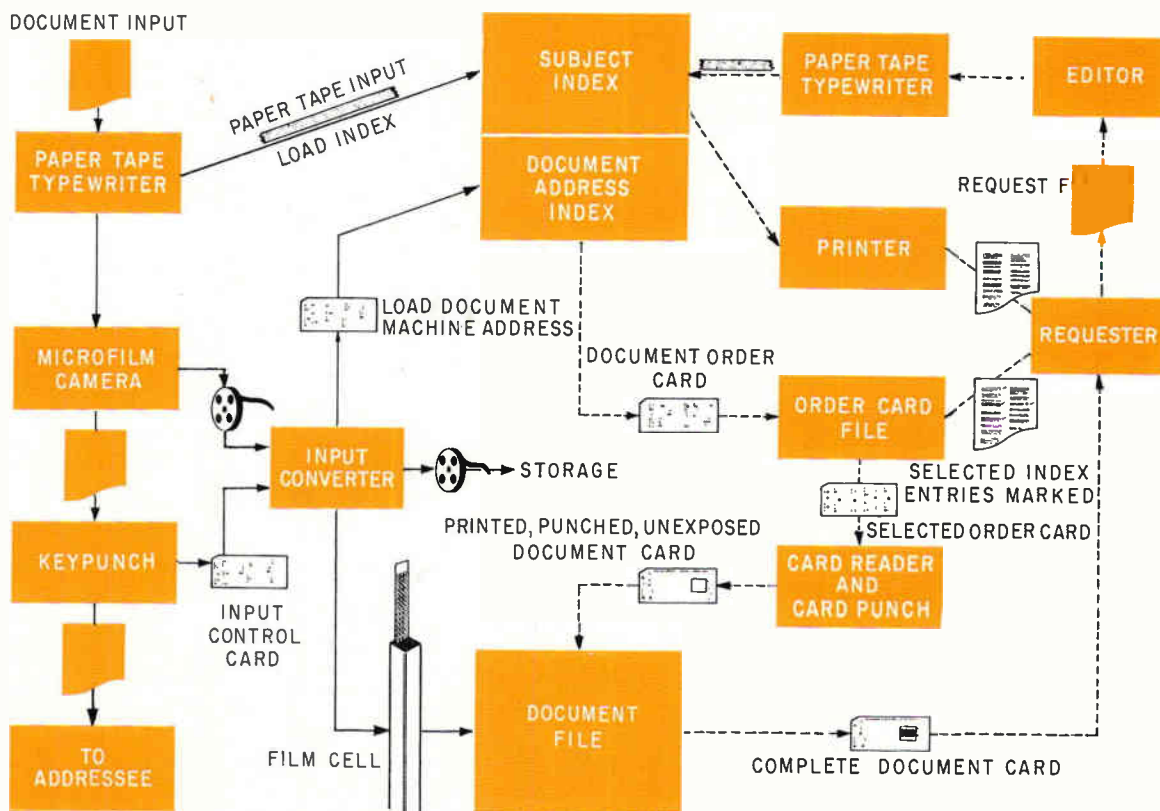 DOCUMENT INPUT
PAPER TAPE
TYPEWRITER
PAPER TAPE INPUT
LOAD INDEX
SUBJECT
INDEX
DOCUMENT
ADDRESS
INDEX
PAPER TAPE
TYPEWRITER
EDITOR
REQUEST F
PRINTER
REQUESTER
MICROFILM
CAMERA
LOAD DOCUMENT
MACHINE ADDRESS
DOCUMENT ORDER
CARD
ORDER CARD
FILE
INPUT
CONVERTER
STORAGE
SELECTED INDEX
ENTRIES MARKED
SELECTED ORDER CARD
KEYPUNCH
INPUT
CONTROL
CARD
PRINTED, PUNCHED, UNEXPOSED
DOCUMENT CARD
CARD READER
AND
CARD PUNCH
TO
ADDRESSEE
FILM CELL
DOCUMENT
FILE
COMPLETE DOCUMENT CARD